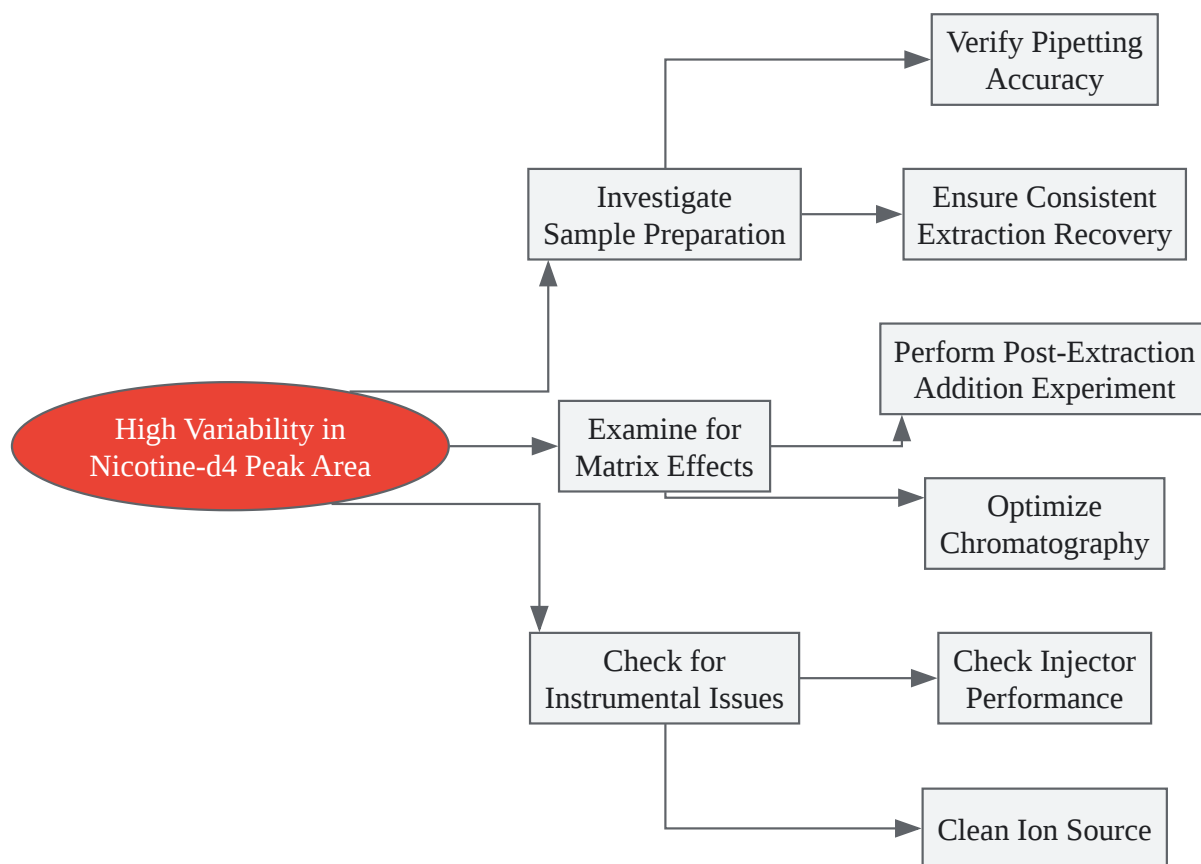 High Variability in
Nicotine-d4 Peak Area
Investigate
Sample Preparation
Verify Pipetting
Accuracy
Ensure Consistent
Extraction Recovery
Examine for
Matrix Effects
Perform Post-Extraction
Addition Experiment
Optimize
Chromatography
Check for
Instrumental Issues
Check Injector
Performance
Clean Ion Source